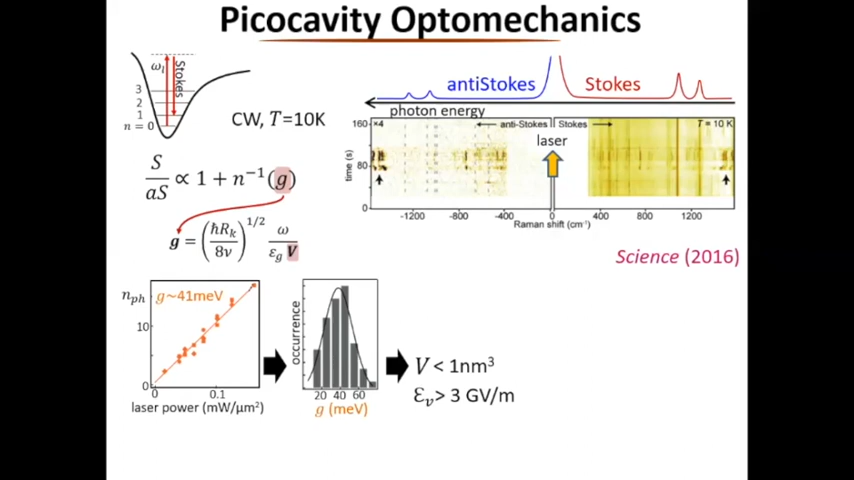 Picocavity Optomechanics
ω_l
Stokes
3
2
1
n = 0
CW, T=10K
antiStokes
Stokes
photon energy
×4
anti-Stokes
Stokes
T = 10 K
laser
time (s)
160
80
0
-1200 -800 -400 0 400 800 1200
Raman shift (cm⁻¹)
S/aS ∝ 1 + n⁻¹(g)
g = (ℏR_k/8ν)^1/2 ω/ε_g V
Science (2016)
n_ph
g~41meV
10
0
0 0.1
laser power (mW/μm²)
occurrence
20 40 60
g (meV)
V < 1nm³
Ɛ_v> 3 GV/m